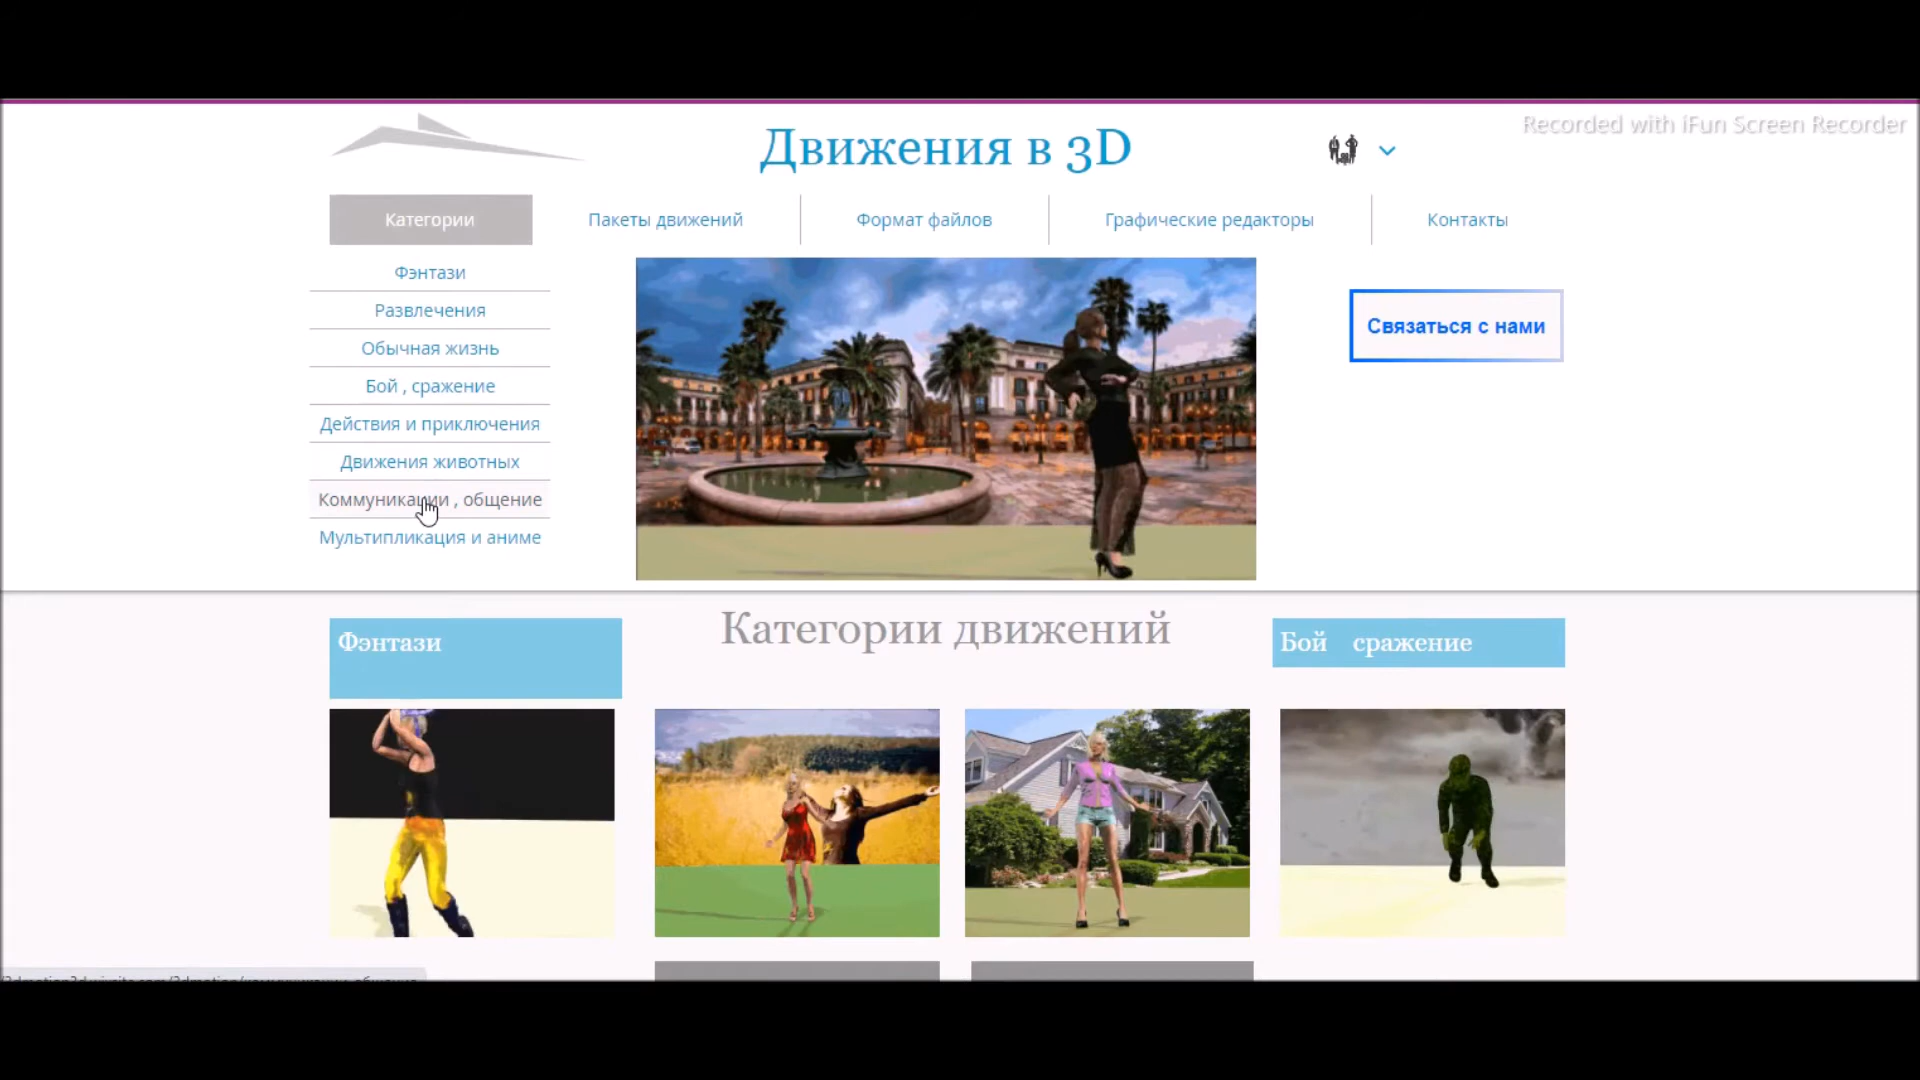 Recorded with iFun Screen Recorder
Движения в 3D
Категории
Пакеты движений
Формат файлов
Графические редакторы
Контакты
Фэнтази
Развлечения
Обычная жизнь
Бой , сражение
Действия и приключения
Движения животных
Коммуникации , общение
Мультипликация и аниме
Связаться с нами
Категории движений
Фэнтази
Бой сражение